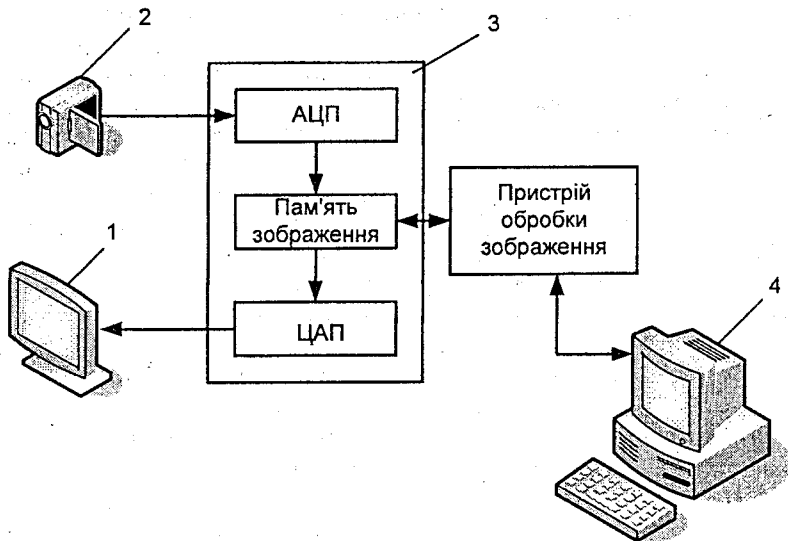 2
3
АЦП
Пам'ять
зображення
Пристрій
обробки
зображення
1
ЦАП
4